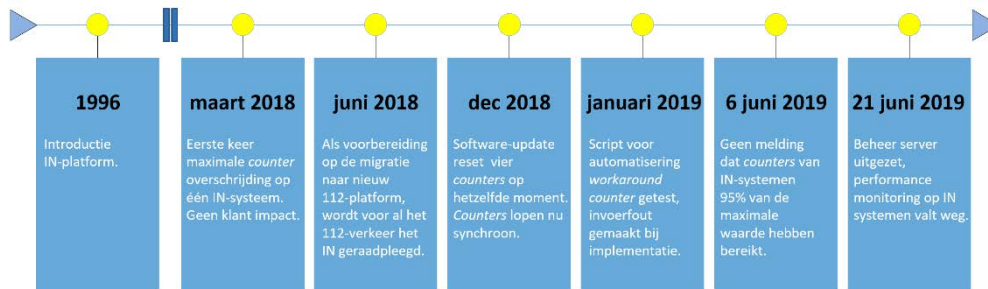 1996
Introductie
IN-platform.
maart 2018
Eerste keer
maximale counter
overschrijding op
één IN-systeem.
Geen klant impact.
juni 2018
Als voorbereiding
op de migratie
naar nieuw
112-platform,
wordt voor al het
112-verkeer het
IN geraadpleegd.
dec 2018
Software-update
reset vier
counters op
hetzelfde moment.
Counters lopen nu
synchroon.
januari 2019
Script voor
automatisering
workaround
counter getest,
invoerfout
gemaakt bij
implementatie.
6 juni 2019
Geen melding
dat counters van
IN-systemen
95% van de
maximale
waarde hebben
bereikt.
21 juni 2019
Beheer server
uitgezet,
performance
monitoring op IN
systemen valt weg.